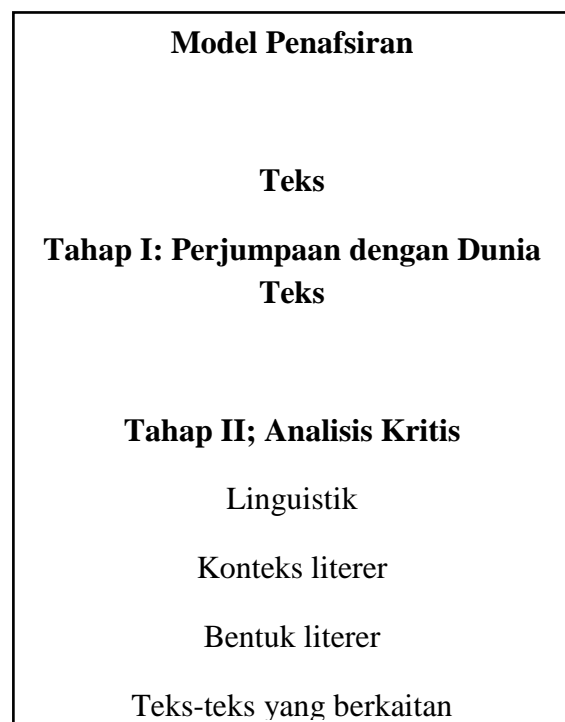 Model Penafsiran
Teks
Tahap I: Perjumpaan dengan Dunia
Teks
Tahap II; Analisis Kritis
Linguistik
Konteks literer
Bentuk literer
Teks-teks yang berkaitan